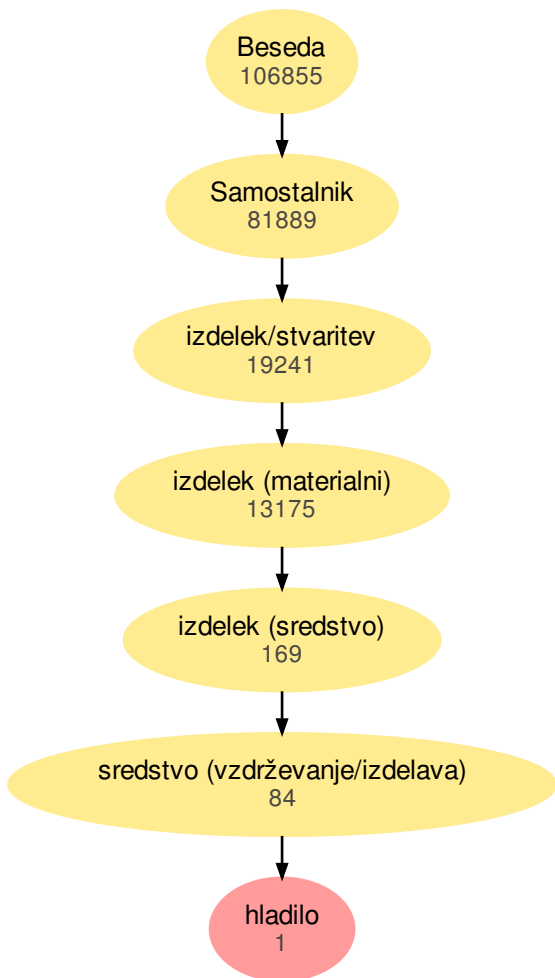 Beseda
106855
Samostalnik
81889
izdelek/stvaritev
19241
izdelek (materialni)
13175
izdelek (sredstvo)
169
sredstvo (vzdrževanje/izdelava)
84
hladilo
1